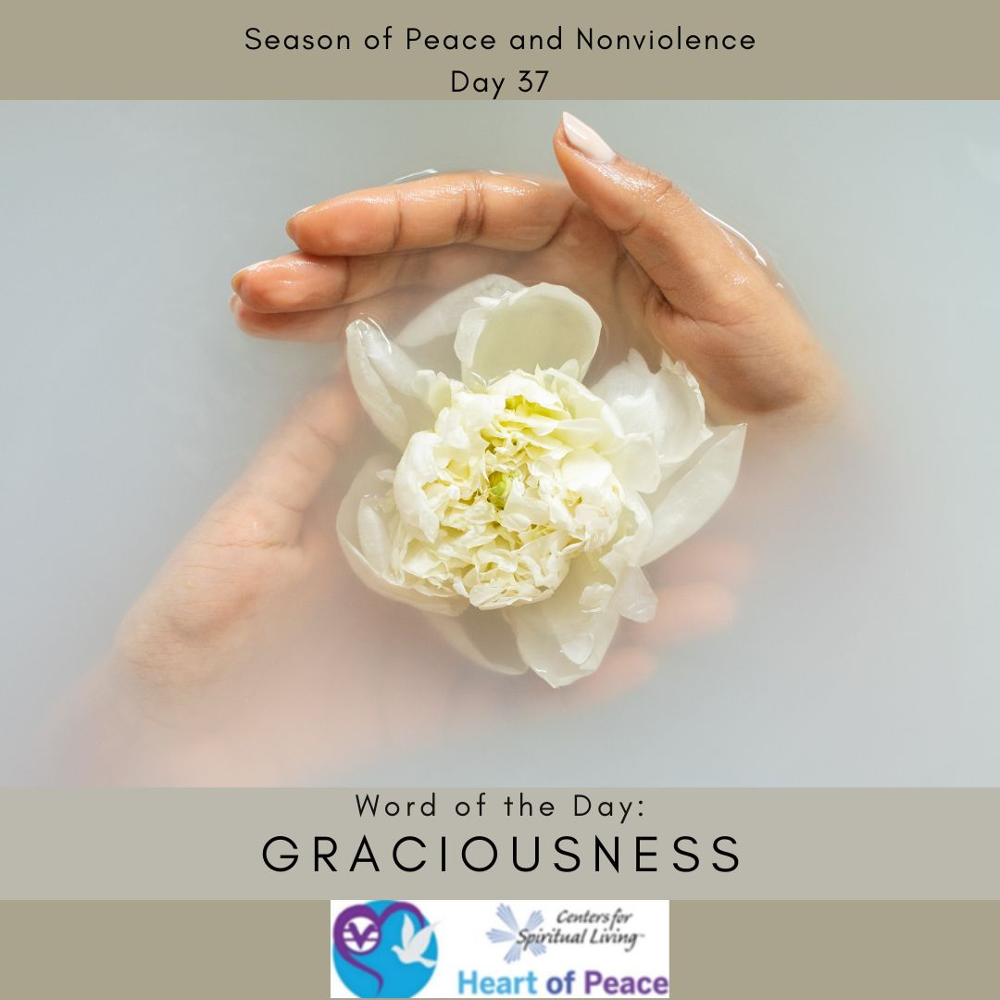 Season of Peace and Nonviolence
Day 37
Word of the Day:
GRACIOUSNESS
Centers for
Spiritual Living
Heart of Peace